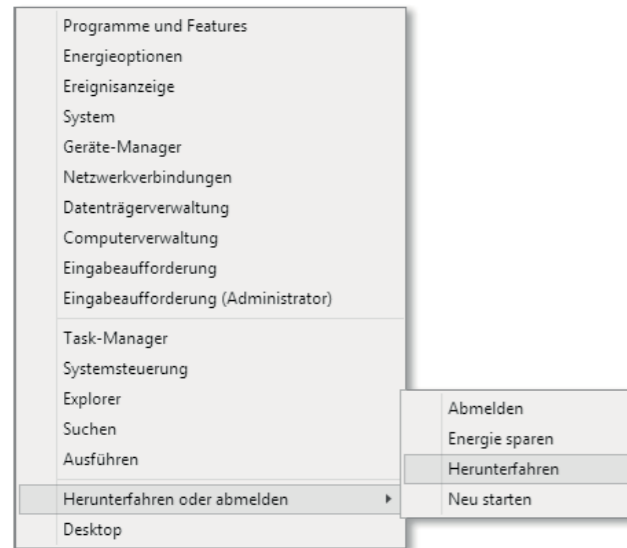 Programme und Features
Energieoptionen
Ereignisanzeige
System
Geräte-Manager
Netzwerkverbindungen
Datenträgerverwaltung
Computerverwaltung
Eingabeaufforderung
Eingabeaufforderung (Administrator)
Task-Manager
Systemsteuerung
Explorer
Suchen
Ausführen
Herunterfahren oder abmelden
Desktop
Abmelden
Energie sparen
Herunterfahren
Neu starten